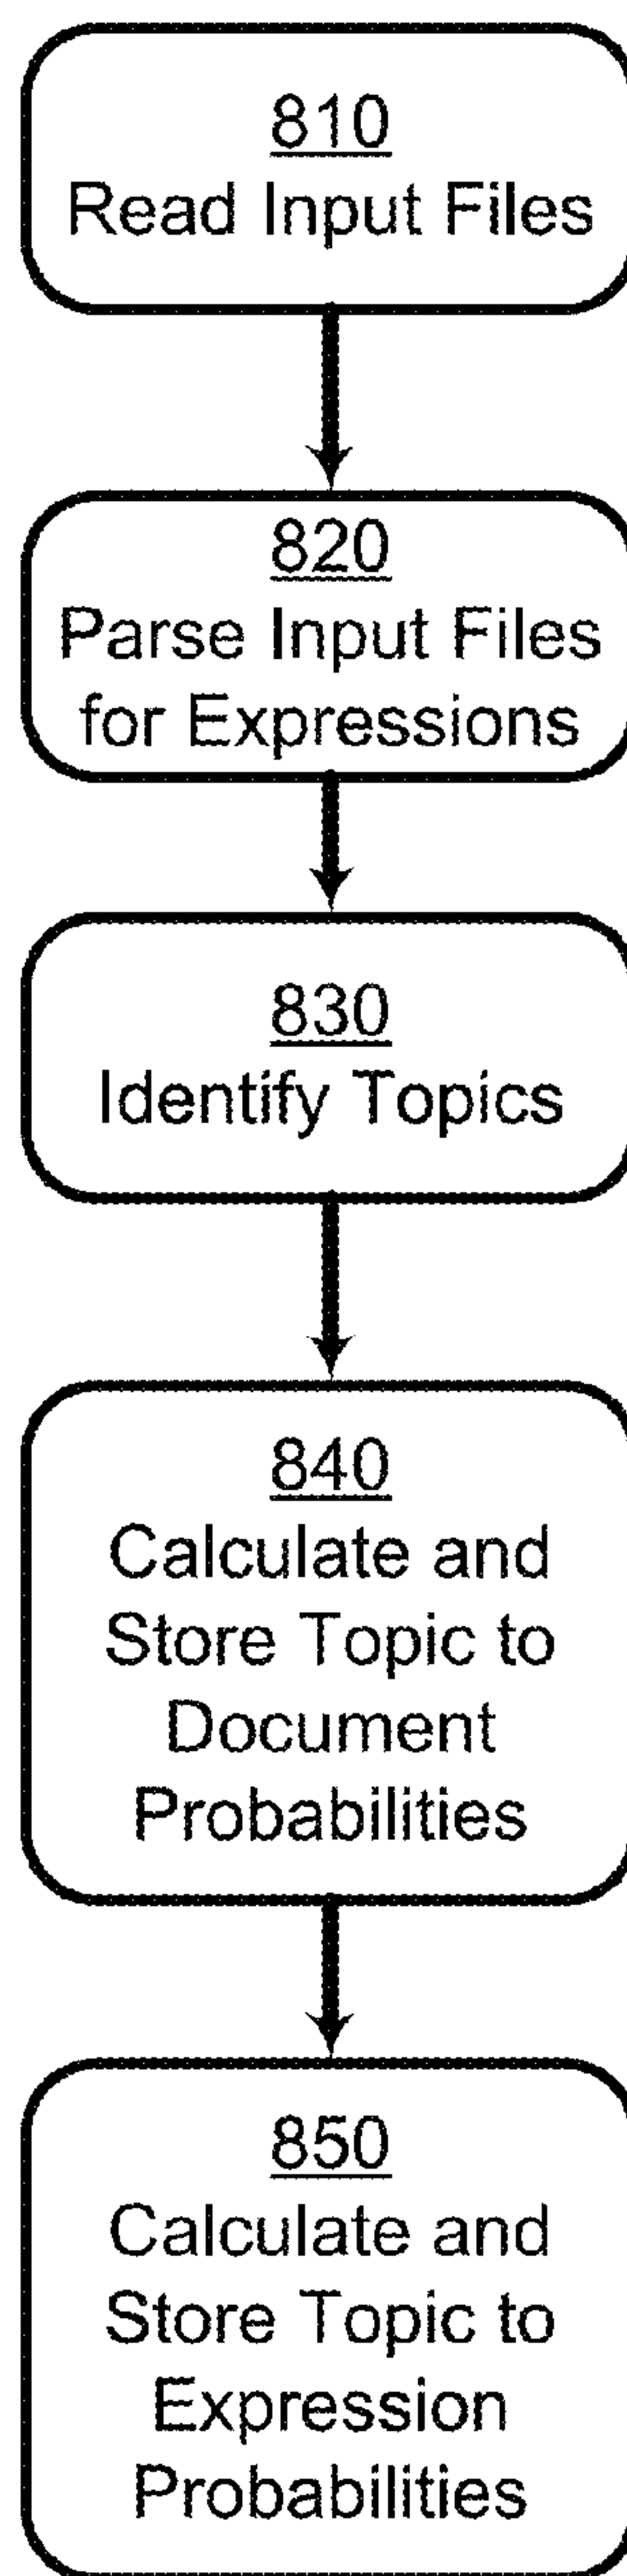 810
Read Input Files
820
Parse Input Files
for Expressions
830
Identify Topics
840
Calculate and
Store Topic to
Document
Probabilities
850
Calculate and
Store Topic to
Expression
Probabilities